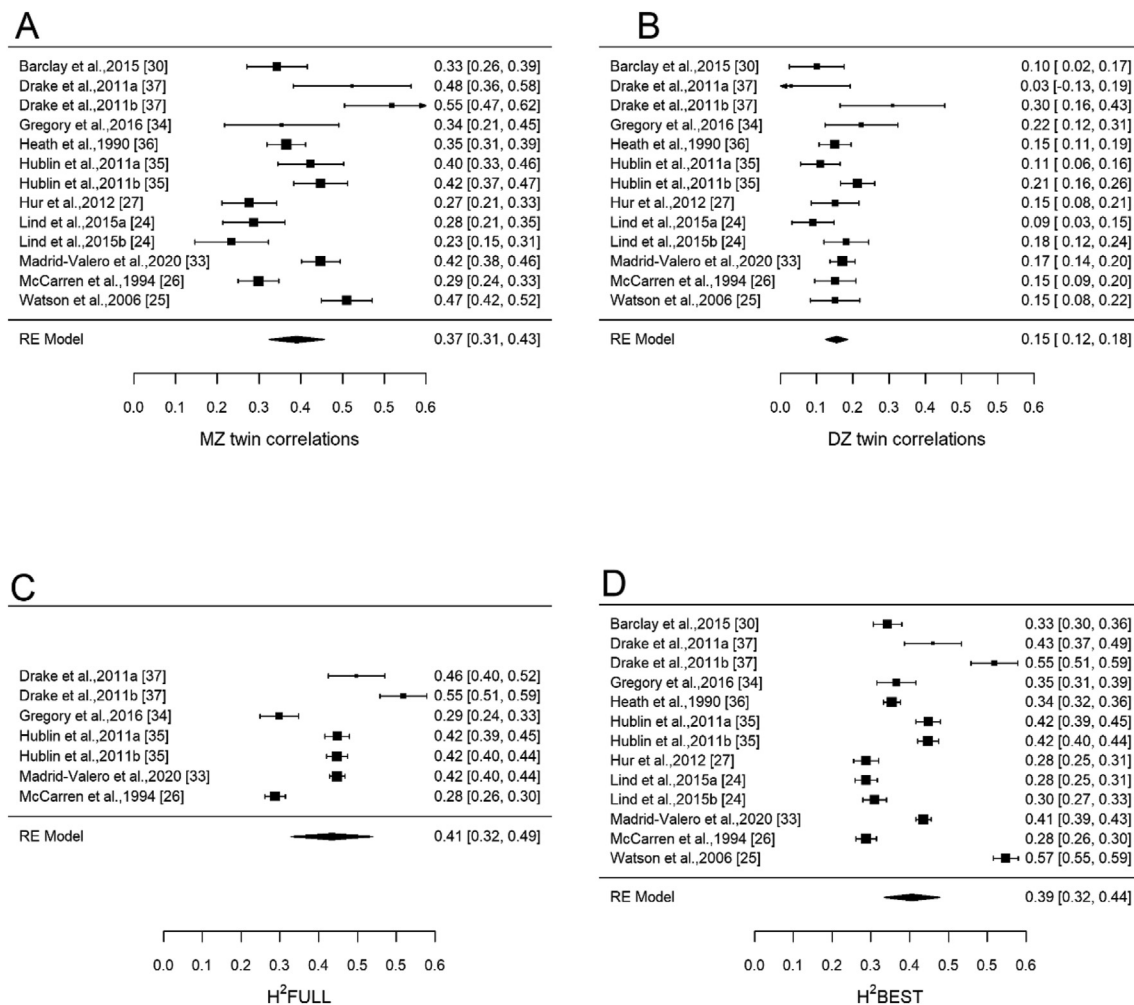 A
Barclay et al.,2015 [30] 0.33 [0.26, 0.39]
Drake et al.,2011a [37] 0.48 [0.36, 0.58]
Drake et al.,2011b [37] 0.55 [0.47, 0.62]
Gregory et al.,2016 [34] 0.34 [0.21, 0.45]
Heath et al.,1990 [36] 0.35 [0.31, 0.39]
Hublin et al.,2011a [35] 0.40 [0.33, 0.46]
Hublin et al.,2011b [35] 0.42 [0.37, 0.47]
Hur et al.,2012 [27] 0.27 [0.21, 0.33]
Lind et al.,2015a [24] 0.28 [0.21, 0.35]
Lind et al.,2015b [24] 0.23 [0.15, 0.31]
Madrid-Valero et al.,2020 [33] 0.42 [0.38, 0.46]
McCarren et al.,1994 [26] 0.29 [0.24, 0.33]
Watson et al.,2006 [25] 0.47 [0.42, 0.52]
RE Model 0.37 [0.31, 0.43]
0.0 0.1 0.2 0.3 0.4 0.5 0.6
MZ twin correlations
B
Barclay et al.,2015 [30] 0.10 [ 0.02, 0.17]
Drake et al.,2011a [37] 0.03 [-0.13, 0.19]
Drake et al.,2011b [37] 0.30 [0.16, 0.43]
Gregory et al.,2016 [34] 0.22 [ 0.12, 0.31]
Heath et al.,1990 [36] 0.15 [ 0.11, 0.19]
Hublin et al.,2011a [35] 0.11 [ 0.06, 0.16]
Hublin et al.,2011b [35] 0.21 [ 0.16, 0.26]
Hur et al.,2012 [27] 0.15 [ 0.08, 0.21]
Lind et al.,2015a [24] 0.09 [ 0.03, 0.15]
Lind et al.,2015b [24] 0.18 [ 0.12, 0.24]
Madrid-Valero et al.,2020 [33] 0.17 [ 0.14, 0.20]
McCarren et al.,1994 [26] 0.15 [ 0.09, 0.20]
Watson et al.,2006 [25] 0.15 [ 0.08, 0.22]
RE Model 0.15 [ 0.12, 0.18]
0.0 0.1 0.2 0.3 0.4 0.5 0.6
DZ twin correlations
C
Drake et al.,2011a [37] 0.46 [0.40, 0.52]
Drake et al.,2011b [37] 0.55 [0.51, 0.59]
Gregory et al.,2016 [34] 0.29 [0.24, 0.33]
Hublin et al.,2011a [35] 0.42 [0.39, 0.45]
Hublin et al.,2011b [35] 0.42 [0.40, 0.44]
Madrid-Valero et al.,2020 [33] 0.42 [0.40, 0.44]
McCarren et al.,1994 [26] 0.28 [0.26, 0.30]
RE Model 0.41 [0.32, 0.49]
0.0 0.1 0.2 0.3 0.4 0.5 0.6
H²FULL
D
Barclay et al.,2015 [30] 0.33 [0.30, 0.36]
Drake et al.,2011a [37] 0.43 [0.37, 0.49]
Drake et al.,2011b [37] 0.55 [0.51, 0.59]
Gregory et al.,2016 [34] 0.35 [0.31, 0.39]
Heath et al.,1990 [36] 0.34 [0.32, 0.36]
Hublin et al.,2011a [35] 0.42 [0.39, 0.45]
Hublin et al.,2011b [35] 0.42 [0.40, 0.44]
Hur et al.,2012 [27] 0.28 [0.25, 0.31]
Lind et al.,2015a [24] 0.28 [0.25, 0.31]
Lind et al.,2015b [24] 0.30 [0.27, 0.33]
Madrid-Valero et al.,2020 [33] 0.41 [0.39, 0.43]
McCarren et al.,1994 [26] 0.28 [0.26, 0.30]
Watson et al.,2006 [25] 0.57 [0.55, 0.59]
RE Model 0.39 [0.32, 0.44]
0.0 0.1 0.2 0.3 0.4 0.5 0.6
H²BEST